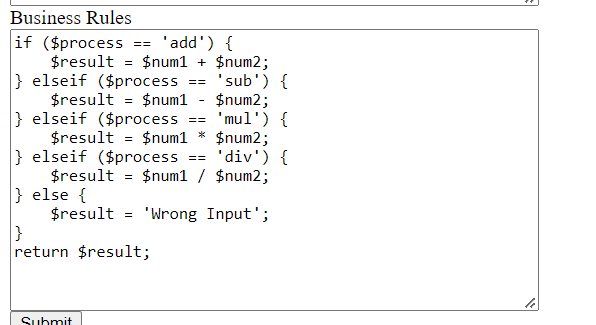 Business Rules
if ($process == 'add') {
    $result = $num1 + $num2;
} elseif ($process == 'sub') {
    $result = $num1 - $num2;
} elseif ($process == 'mul') {
    $result = $num1 * $num2;
} elseif ($process == 'div') {
    $result = $num1 / $num2;
} else {
    $result = 'Wrong Input';
}
return $result;
Submit